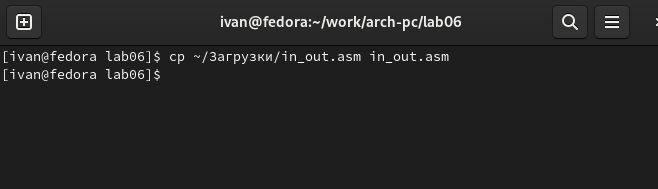 ivan@fedora:~/work/arch-pc/lab06
[ivan@fedora lab06]$ cp ~/Загрузки/in_out.asm in_out.asm
[ivan@fedora lab06]$